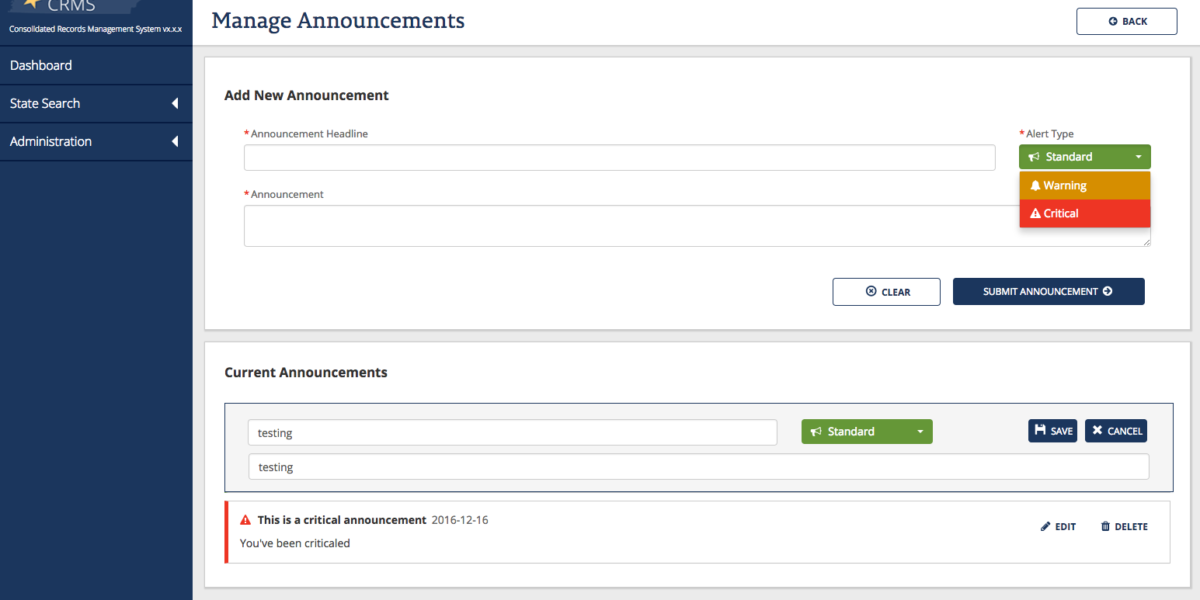 CRMS
Consolidated Records Management System vx.x.x
Manage Announcements
BACK
Dashboard
State Search
Administration
Add New Announcement
*Announcement Headline
*Alert Type
Standard
Warning
Critical
*Announcement
CLEAR
SUBMIT ANNOUNCEMENT
Current Announcements
testing
Standard
SAVE
CANCEL
testing
This is a critical announcement 2016-12-16
You've been criticaled
EDIT
DELETE